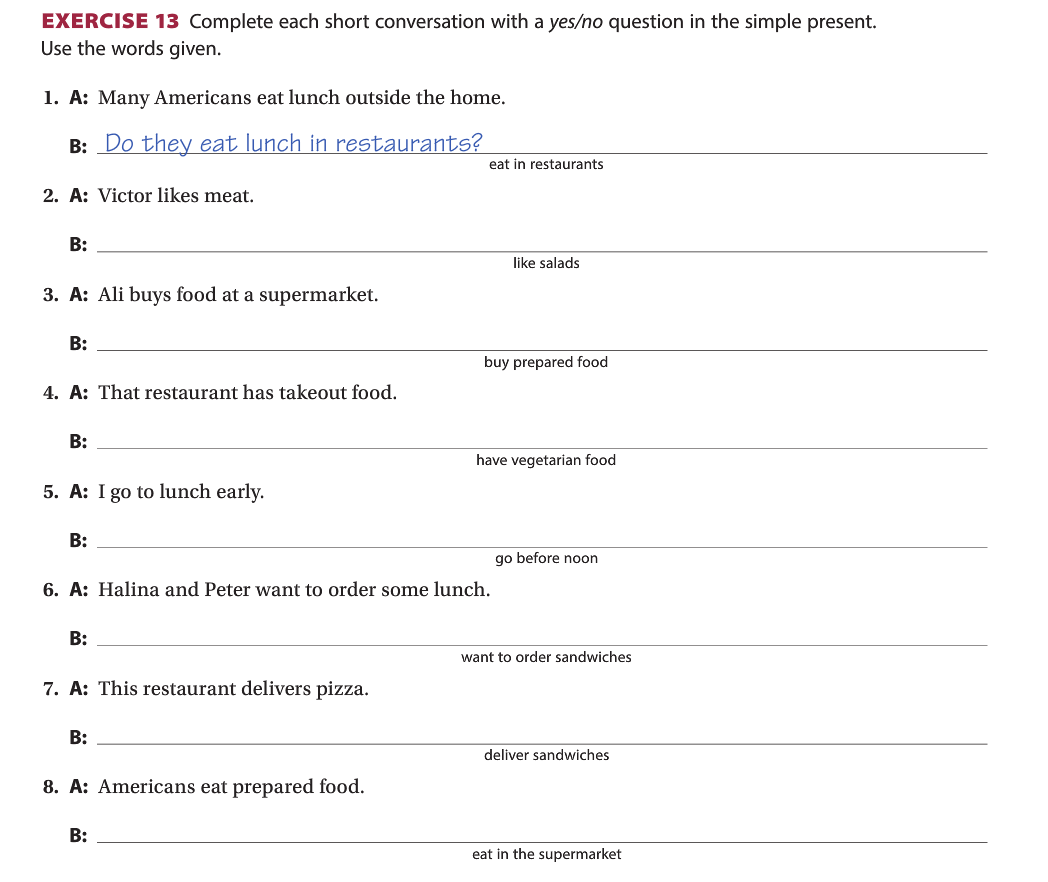 EXERCISE 13 Complete each short conversation with a yes/no question in the simple present.
Use the words given.
1. A: Many Americans eat lunch outside the home.
B: Do they eat lunch in restaurants?
eat in restaurants
2. A: Victor likes meat.
B:
like salads
3. A: Ali buys food at a supermarket.
B:
buy prepared food
4. A: That restaurant has takeout food.
B:
have vegetarian food
5. A: I go to lunch early.
B:
go before noon
6. A: Halina and Peter want to order some lunch.
B:
want to order sandwiches
7. A: This restaurant delivers pizza.
B:
deliver sandwiches
8. A: Americans eat prepared food.
B:
eat in the supermarket